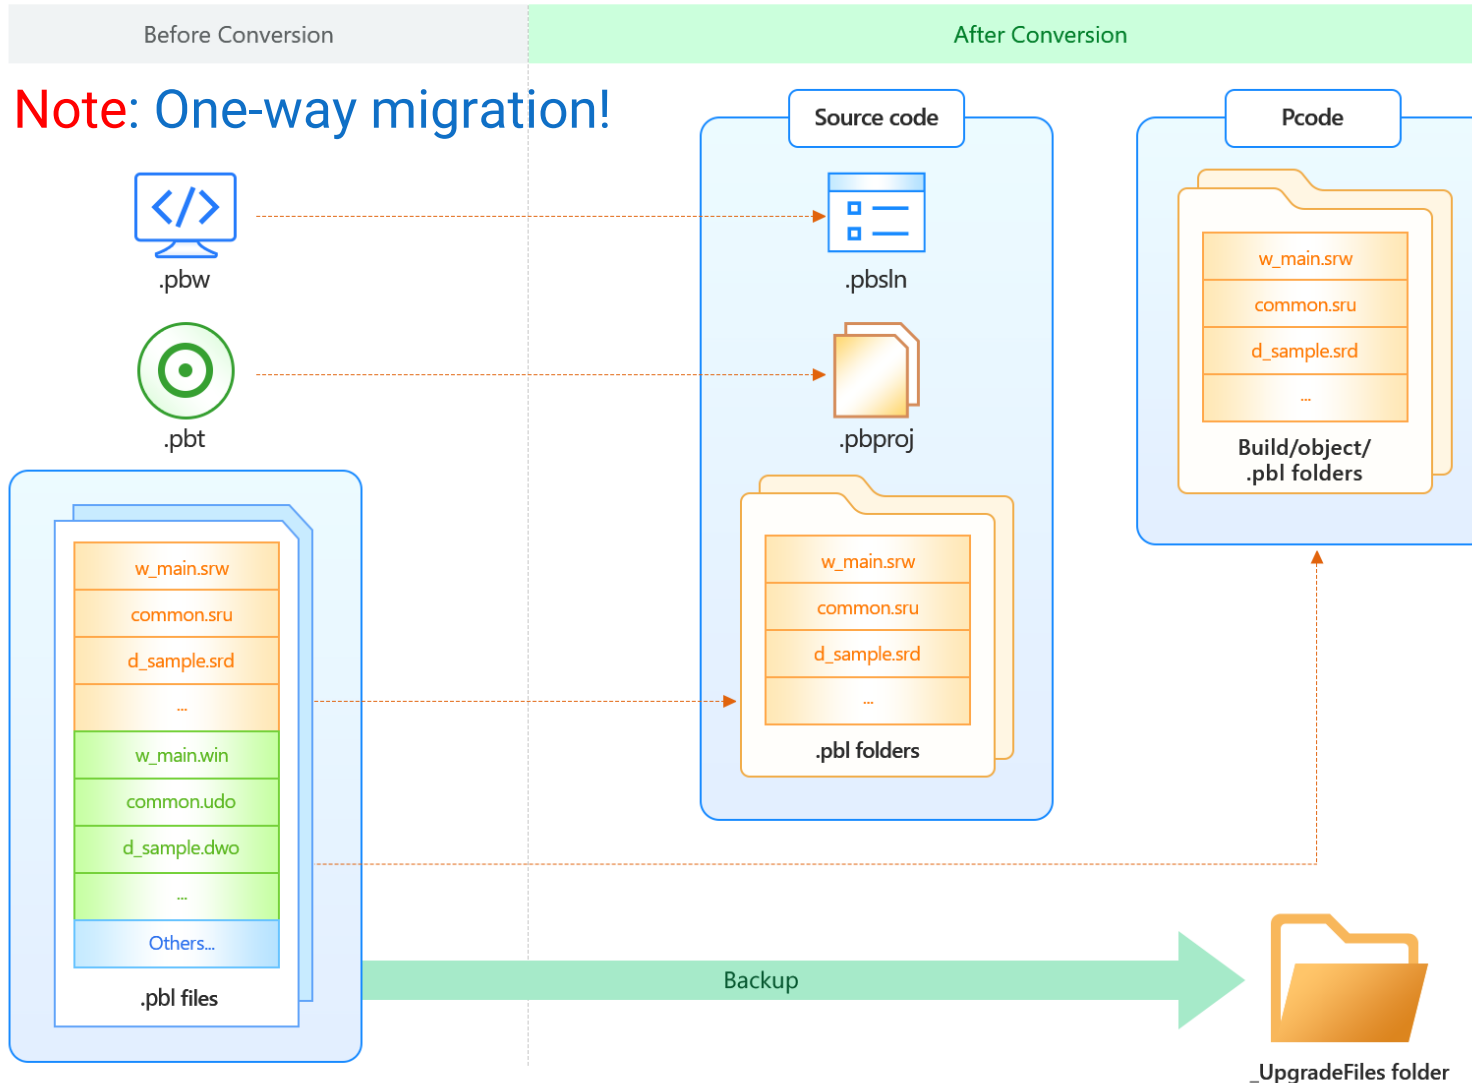 Before Conversion
After Conversion
Note: One-way migration!
.pbw
.pbt
w_main.srw
common.sru
d_sample.srd
...
w_main.win
common.udo
d_sample.dwo
...
Others...
.pbl files
Source code
.pbsln
.pbproj
w_main.srw
common.sru
d_sample.srd
...
.pbl folders
Pcode
w_main.srw
common.sru
d_sample.srd
...
Build/object/
.pbl folders
Backup
_UpgradeFiles folder